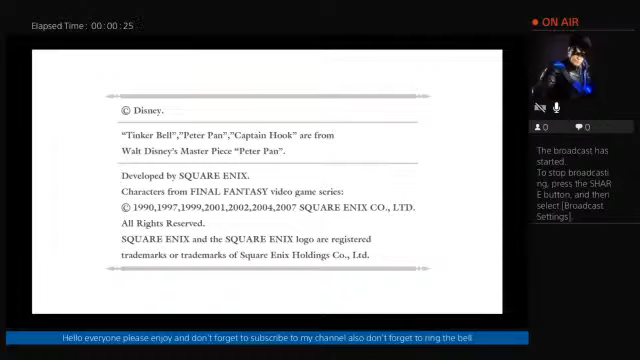 Elapsed Time : 00:00:25
ON AIR
© Disney.
“Tinker Bell”,”Peter Pan”,”Captain Hook” are from
Walt Disney’s Master Piece “Peter Pan”.
Developed by SQUARE ENIX.
Characters from FINAL FANTASY video game series:
© 1990,1997,1999,2001,2002,2004,2007 SQUARE ENIX CO., LTD.
All Rights Reserved.
SQUARE ENIX and the SQUARE ENIX logo are registered
trademarks or trademarks of Square Enix Holdings Co., Ltd.
0 0
The broadcast has
started.
To stop broadcasti
ng, press the SHAR
E button, and then
select [Broadcast
Settings].
Hello everyone please enjoy and don't forget to subscribe to my channel also don't forget to ring the bell